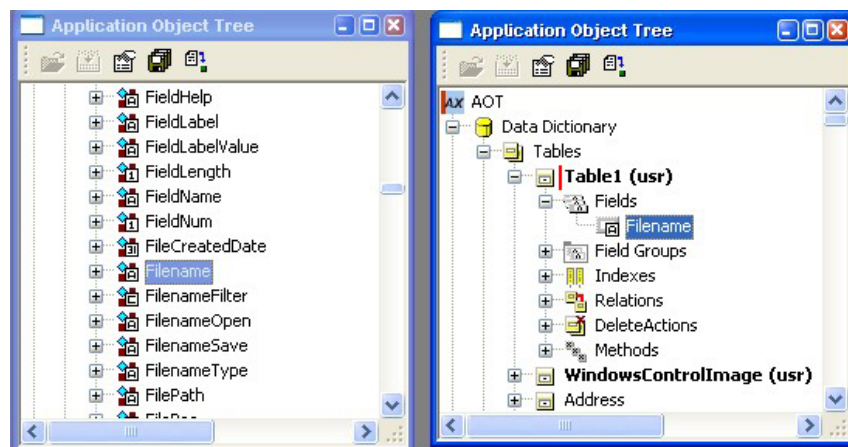 Application Object Tree
FieldHelp
FieldLabel
FieldLabelValue
FieldLength
FieldName
FieldNum
FileCreatedDate
Filename
FilenameFilter
FilenameOpen
FilenameSave
FilenameType
FilePath
Application Object Tree
AX AOT
Data Dictionary
Tables
Table1 (usr)
Fields
Filename
Field Groups
Indexes
Relations
DeleteActions
Methods
WindowsControlImage (usr)
Address